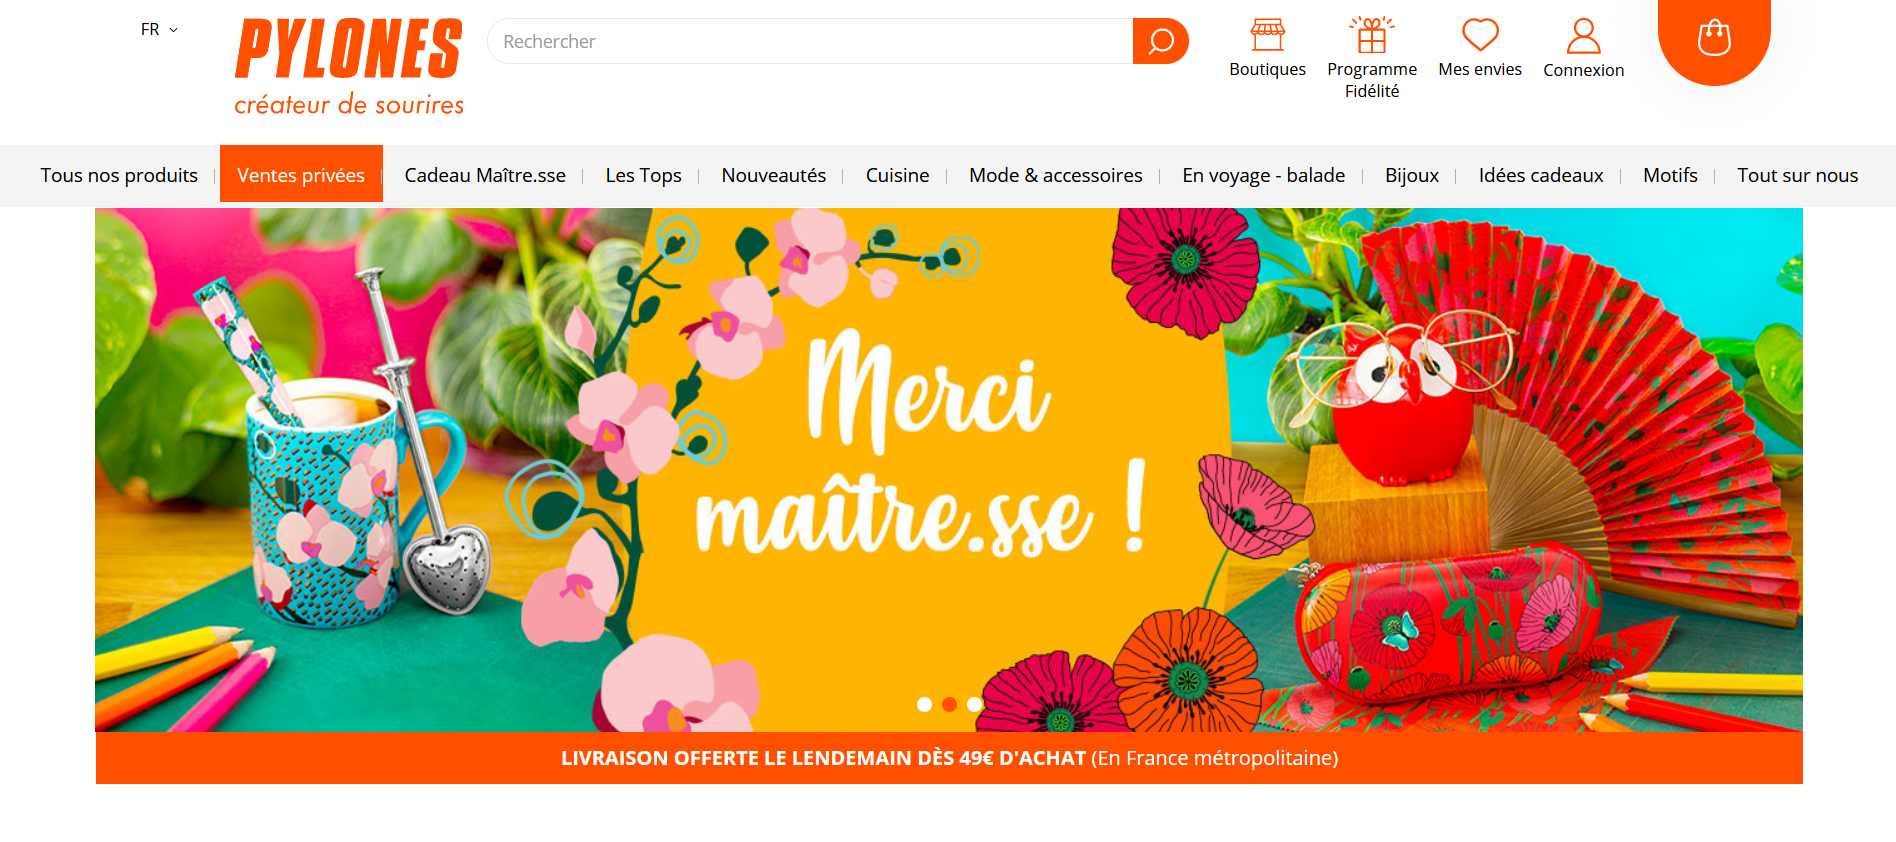 FR
PYLONES
créateur de sourires
Rechercher
Boutiques
Programme
Fidélité
Mes envies
Connexion
Tous nos produits
Ventes privées
Cadeau Maître.sse
Les Tops
Nouveautés
Cuisine
Mode & accessoires
En voyage - balade
Bijoux
Idées cadeaux
Motifs
Tout sur nous
Merci
maître.sse !
LIVRAISON OFFERTE LE LENDEMAIN DÈS 49€ D'ACHAT (En France métropolitaine)